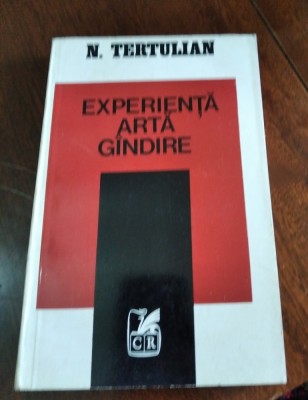 N. TERTULIAN
EXPERIENȚĂ
ARTĂ
GÎNDIRE
CR